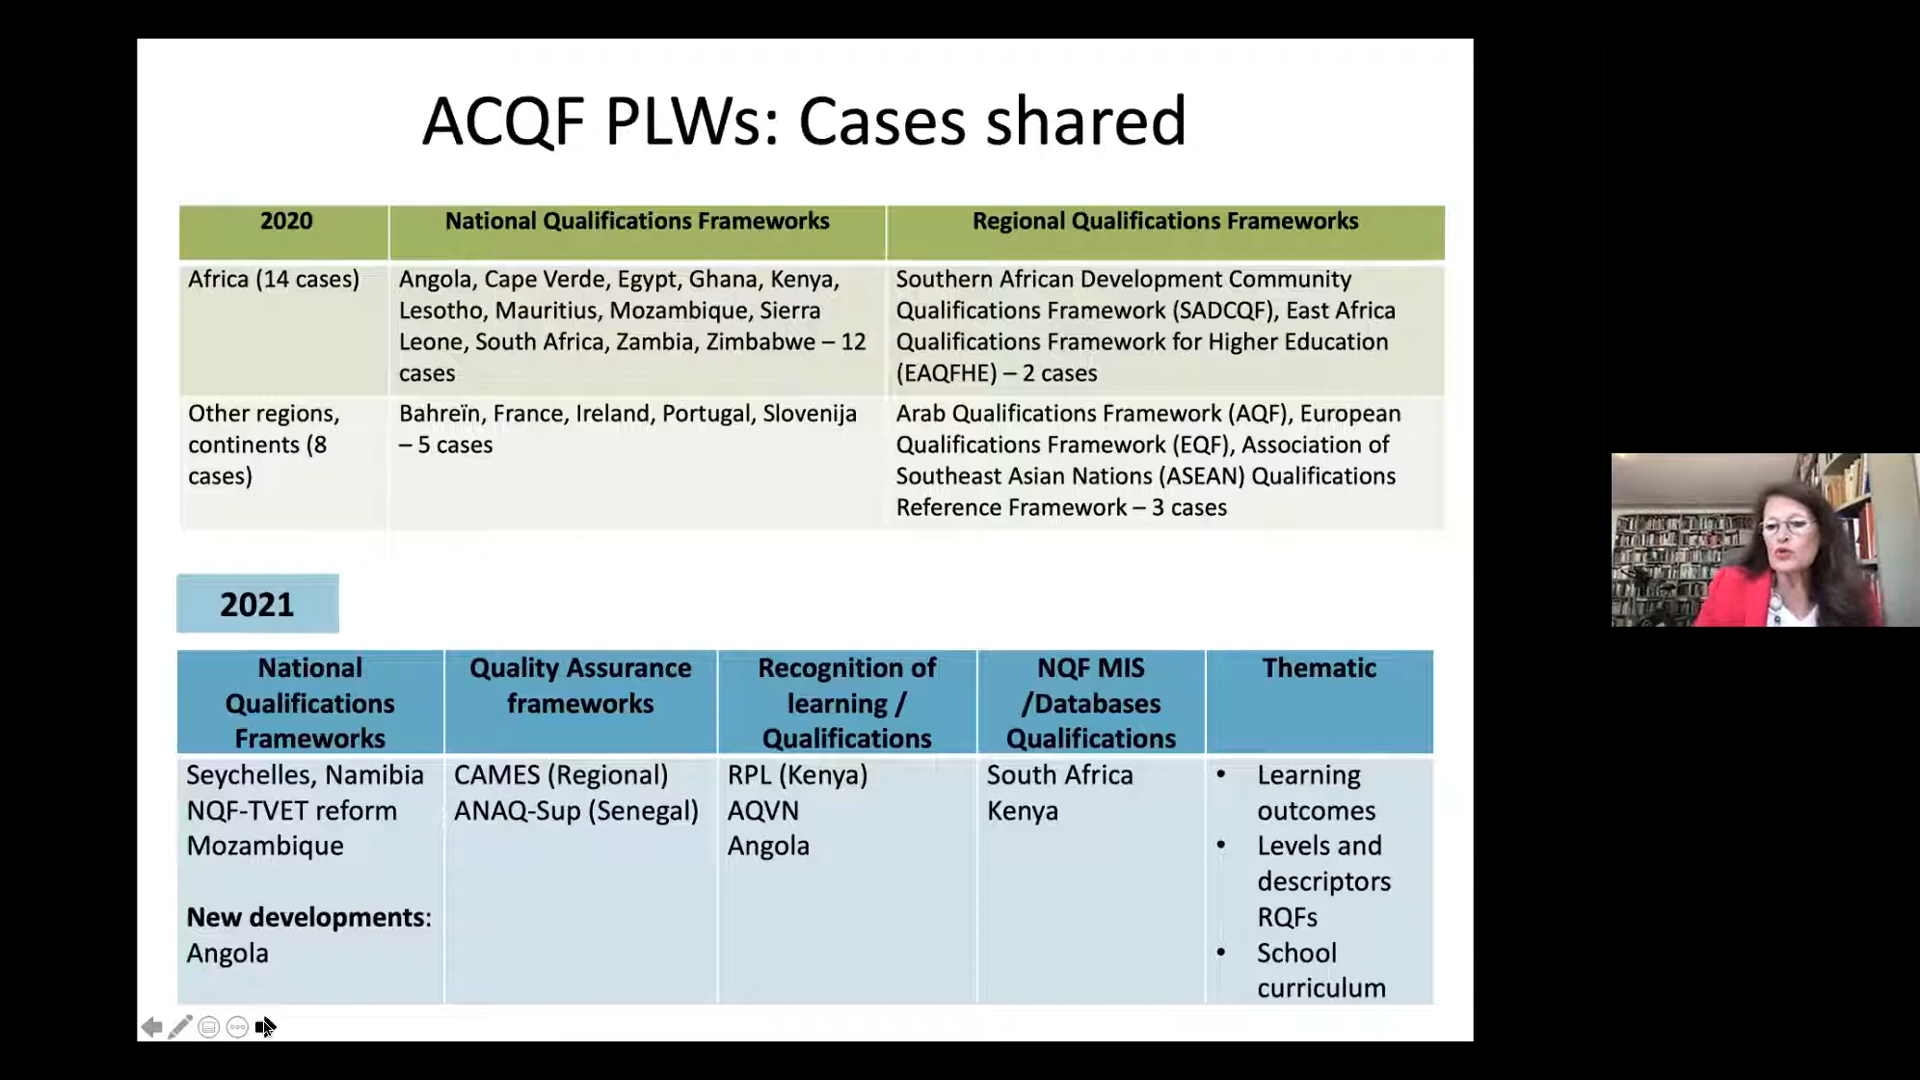 ACQF PLWs: Cases shared
2020
National Qualifications Frameworks
Regional Qualifications Frameworks
Africa (14 cases)
Angola, Cape Verde, Egypt, Ghana, Kenya,
Lesotho, Mauritius, Mozambique, Sierra
Leone, South Africa, Zambia, Zimbabwe – 12
cases
Southern African Development Community
Qualifications Framework (SADCQF), East Africa
Qualifications Framework for Higher Education
(EAQFHE) – 2 cases
Other regions,
continents (8
cases)
Bahreïn, France, Ireland, Portugal, Slovenija
– 5 cases
Arab Qualifications Framework (AQF), European
Qualifications Framework (EQF), Association of
Southeast Asian Nations (ASEAN) Qualifications
Reference Framework – 3 cases
2021
National
Qualifications
Frameworks
Quality Assurance
frameworks
Recognition of
learning /
Qualifications
NQF MIS
/Databases
Qualifications
Thematic
Seychelles, Namibia
NQF-TVET reform
Mozambique
New developments:
Angola
CAMES (Regional)
ANAQ-Sup (Senegal)
RPL (Kenya)
AQVN
Angola
South Africa
Kenya
• Learning
outcomes
• Levels and
descriptors
RQFs
• School
curriculum